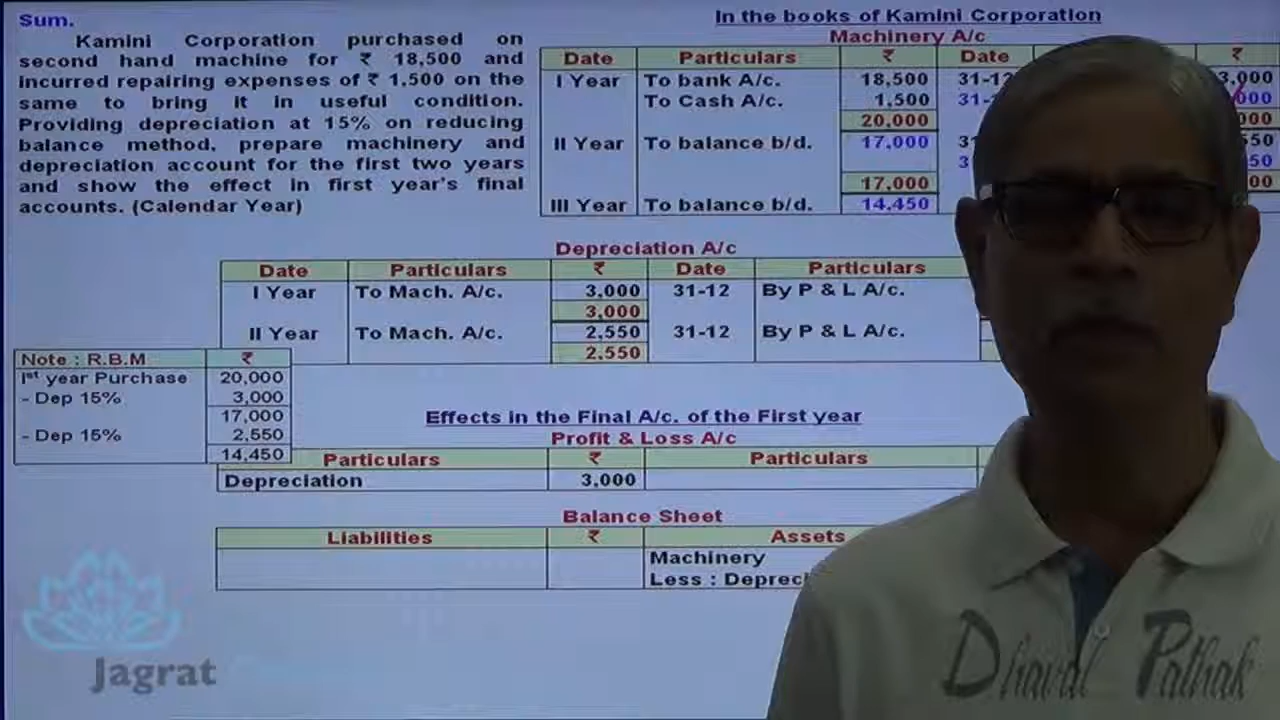 Sum.
Kamini Corporation purchased on
second hand machine for ₹ 18,500 and
incurred repairing expenses of ₹ 1,500 on the
same to bring it in useful condition.
Providing depreciation at 15% on reducing
balance method, prepare machinery and
depreciation account for the first two years
and show the effect in first year's final
accounts. (Calendar Year)
In the books of Kamini Corporation
Machinery A/c
Date Particulars ₹ Date ₹
I Year To bank A/c. 18,500 31-12 3,000
To Cash A/c. 1,500
20,000
II Year To balance b/d. 17,000
17,000
III Year To balance b/d. 14,450
Depreciation A/c
Date Particulars ₹ Date Particulars
I Year To Mach. A/c. 3,000 31-12 By P & L A/c.
3,000
II Year To Mach. A/c. 2,550 31-12 By P & L A/c.
2,550
Note : R.B.M ₹
Ist year Purchase 20,000
- Dep 15% 3,000
17,000
- Dep 15% 2,550
14,450
Effects in the Final A/c. of the First year
Profit & Loss A/c
Particulars ₹ Particulars
Depreciation 3,000
Balance Sheet
Liabilities ₹ Assets
Machinery
Less : Deprec
Jagrat
Dhaval Pathak